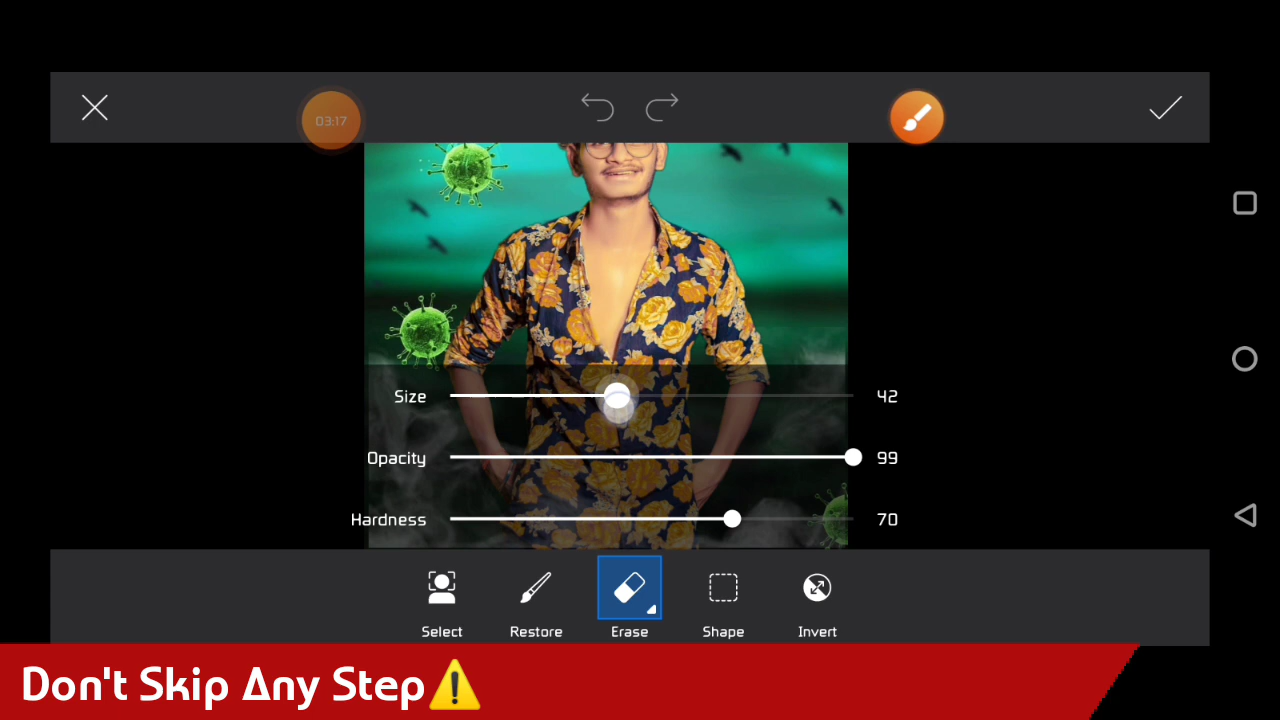 03:17
Size 42
Opacity 99
Hardness 70
Select Restore Erase Shape Invert
Don't Skip Any Step⚠️